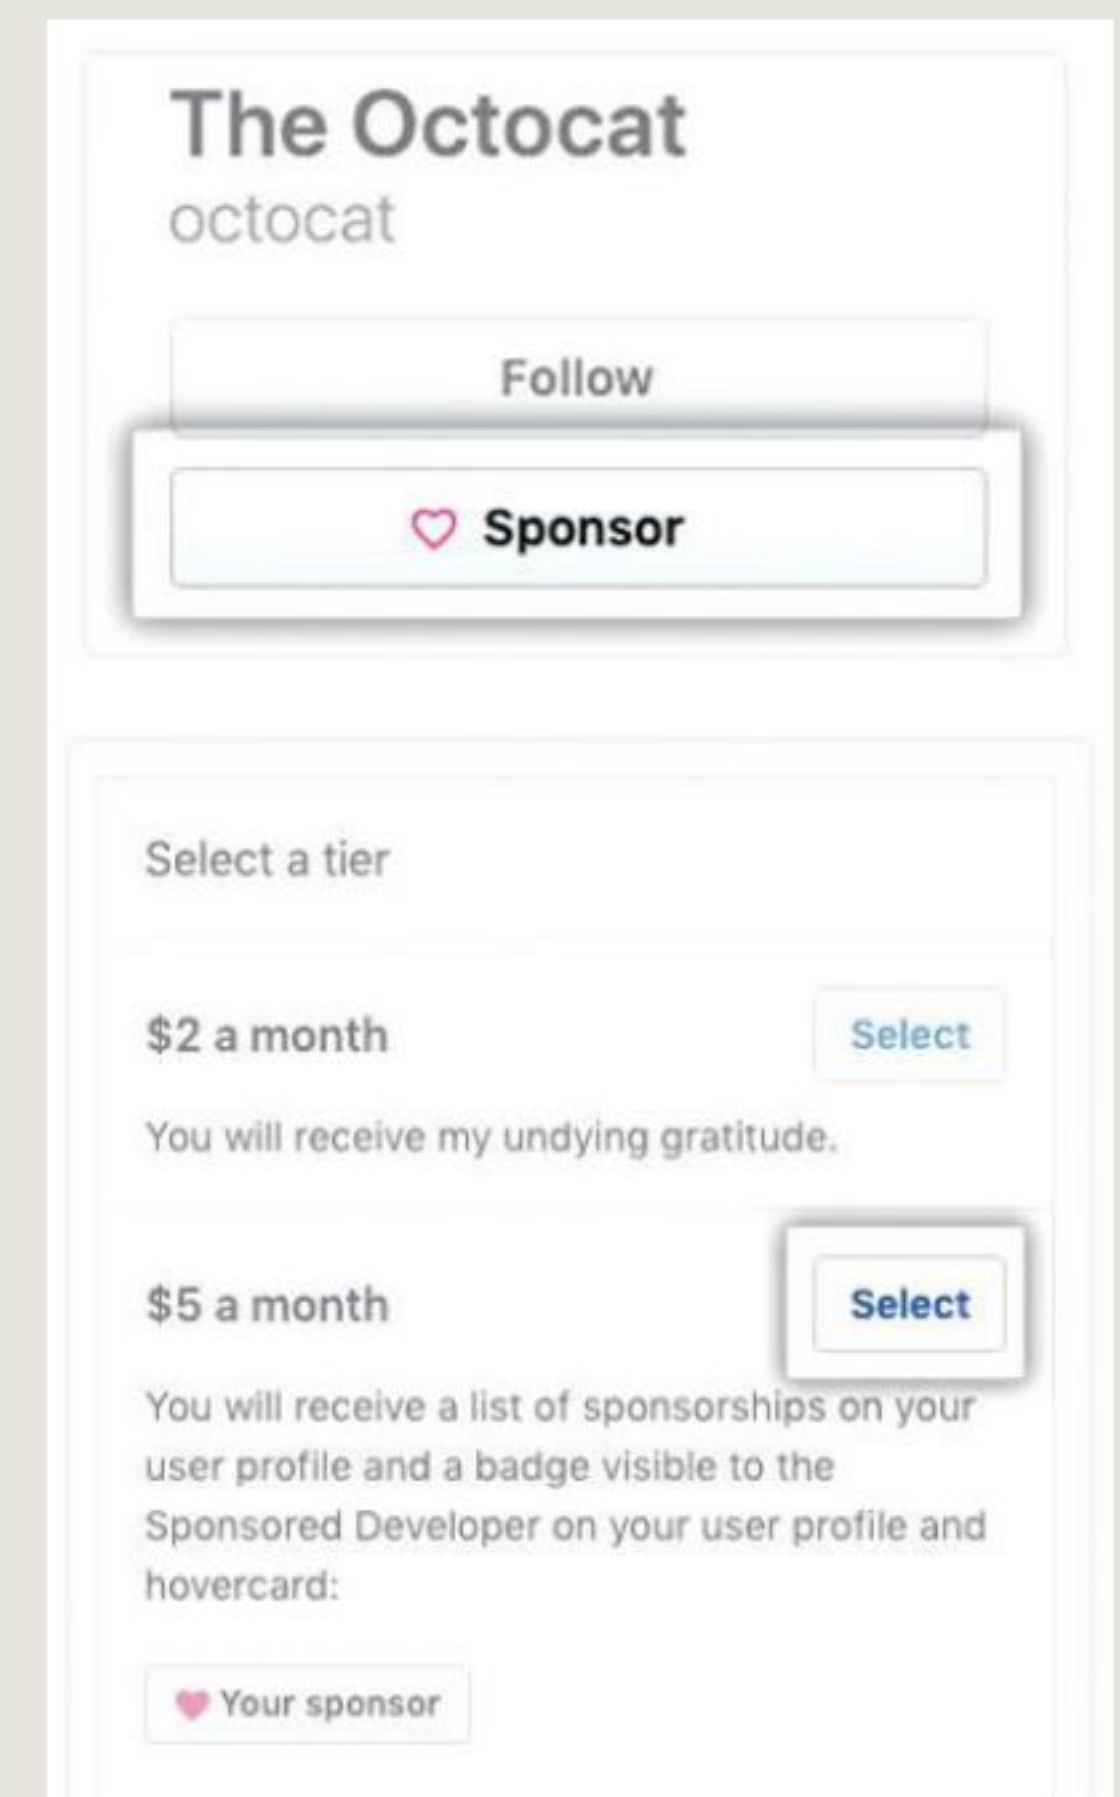 The Octocat
octocat
Follow
Sponsor
Select a tier
$2 a month
Select
You will receive my undying gratitude.
$5 a month
Select
You will receive a list of sponsorships on your
user profile and a badge visible to the
Sponsored Developer on your user profile and
hovercard:
Your sponsor